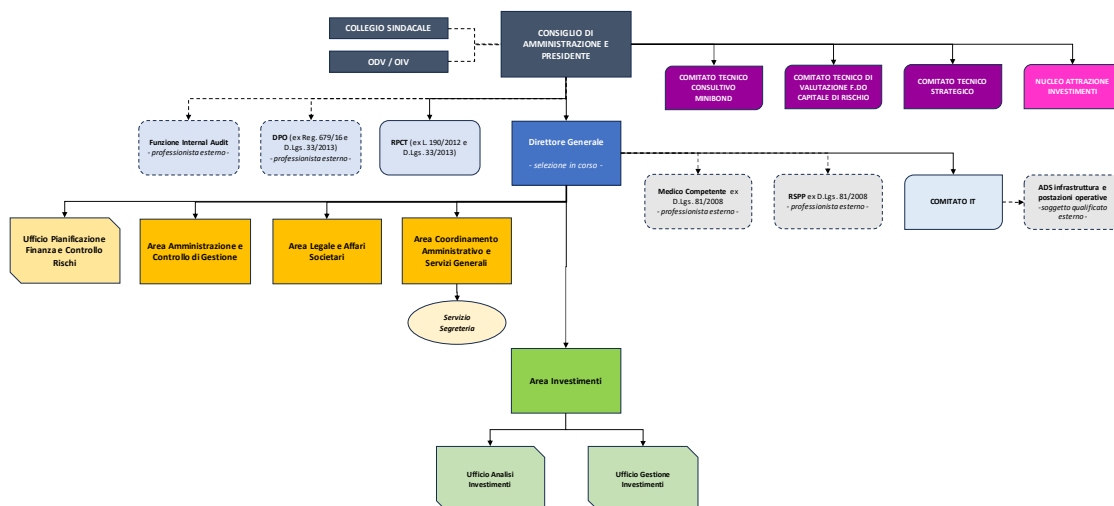 COLLEGIO SINDACALE
ODV / OIV
CONSIGLIO DI
AMMINISTRAZIONE E
PRESIDENTE
COMITATO TECNICO
CONSULTIVO
MINIBOND
COMITATO TECNICO DI
VALUTAZIONE F.DO
CAPITALE DI RISCHIO
COMITATO TECNICO
STRATEGICO
NUCLEO ATTRAZIONE
INVESTIMENTI
Funzione Internal Audit
- professionista esterno -
DPO (ex Reg. 679/16 e
D.Lgs. 33/2013)
- professionista esterno -
RPCT (ex L. 190/2012 e
D.Lgs. 33/2013)
Direttore Generale
- selezione in corso -
Medico Competente ex
D.Lgs. 81/2008
- professionista esterno -
RSPP ex D.Lgs. 81/2008
- professionista esterno -
COMITATO IT
ADS infrastruttura e
postazioni operative
-soggetto qualificato
esterno -
Ufficio Pianificazione
Finanza e Controllo
Rischi
Area Amministrazione e
Controllo di Gestione
Area Legale e Affari
Societari
Area Coordinamento
Amministrativo e
Servizi Generali
Servizio
Segreteria
Area Investimenti
Ufficio Analisi
Investimenti
Ufficio Gestione
Investimenti